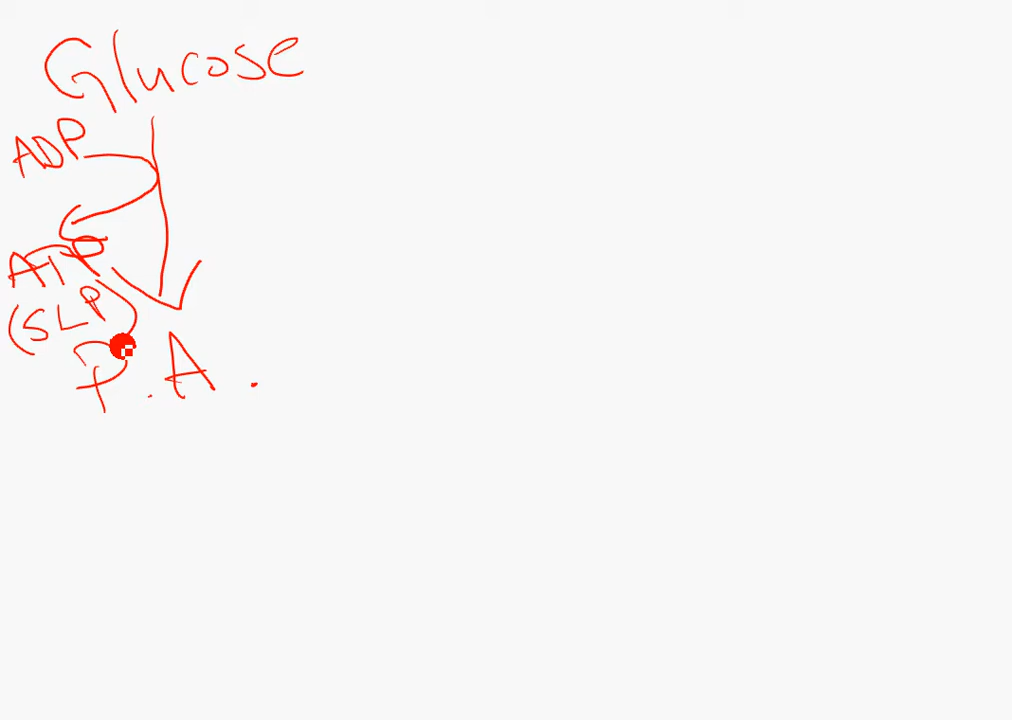 Glucose
ADP
ATP
(SLP)
P.A.